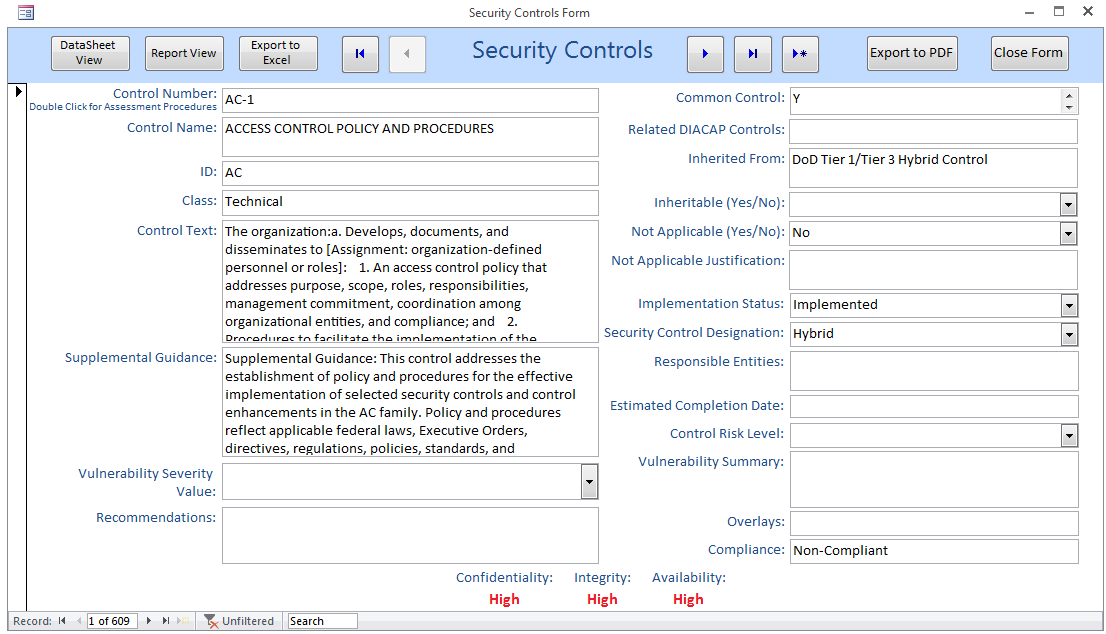 Security Controls Form
DataSheet
View
Report View
Export to
Excel
Security Controls
Export to PDF
Close Form
Control Number:
Double Click for Assessment Procedures
AC-1
Control Name:
ACCESS CONTROL POLICY AND PROCEDURES
ID:
AC
Class:
Technical
Control Text:
The organization:a. Develops, documents, and
disseminates to [Assignment: organization-defined
personnel or roles]:   1. An access control policy that
addresses purpose, scope, roles, responsibilities,
management commitment, coordination among
organizational entities, and compliance; and   2.
Procedures to facilitate the implementation of the
Supplemental Guidance:
Supplemental Guidance: This control addresses the
establishment of policy and procedures for the effective
implementation of selected security controls and control
enhancements in the AC family. Policy and procedures
reflect applicable federal laws, Executive Orders,
directives, regulations, policies, standards, and
Vulnerability Severity
Value:
Recommendations:
Common Control:
Y
Related DIACAP Controls:
Inherited From:
DoD Tier 1/Tier 3 Hybrid Control
Inheritable (Yes/No):
Not Applicable (Yes/No):
No
Not Applicable Justification:
Implementation Status:
Implemented
Security Control Designation:
Hybrid
Responsible Entities:
Estimated Completion Date:
Control Risk Level:
Vulnerability Summary:
Overlays:
Compliance:
Non-Compliant
Confidentiality: Integrity: Availability:
High High High
Record: 1 of 609 Unfiltered Search